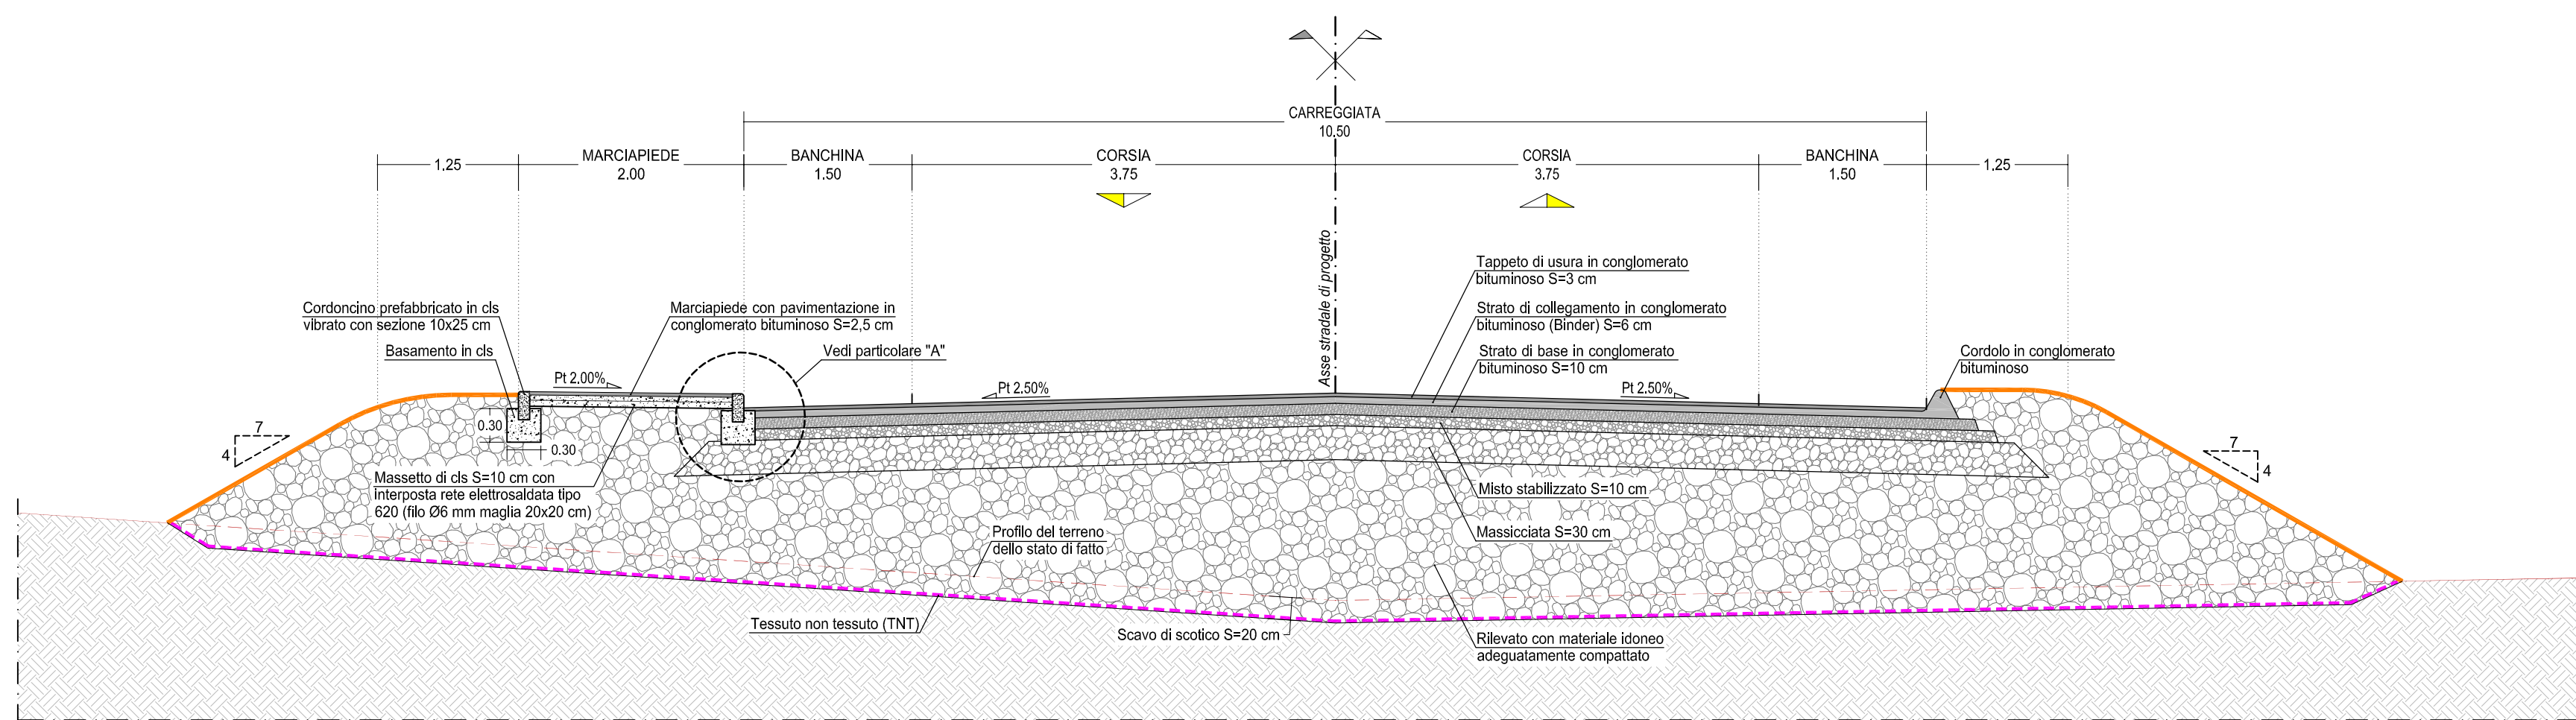 CARREGGIATA
10.50
1.25
MARCIAPIEDE
2.00
BANCHINA
1.50
CORSIA
3.75
CORSIA
3.75
BANCHINA
1.50
1.25
Asse stradale di progetto
Tappeto di usura in conglomerato
bituminoso S=3 cm
Cordoncino prefabbricato in cls
vibrato con sezione 10x25 cm
Marciapiede con pavimentazione in
conglomerato bituminoso S=2,5 cm
Strato di collegamento in conglomerato
bituminoso (Binder) S=6 cm
Basamento in cls
Vedi particolare "A"
Strato di base in conglomerato
bituminoso S=10 cm
Cordolo in conglomerato
bituminoso
Pt 2.00%
Pt 2.50%
Pt 2.50%
7
4
0.30
0.30
7
4
Massetto di cls S=10 cm con
interposta rete elettrosaldata tipo
620 (filo Ø6 mm maglia 20x20 cm)
Misto stabilizzato S=10 cm
Profilo del terreno
dello stato di fatto
Massicciata S=30 cm
Tessuto non tessuto (TNT)
Scavo di scotico S=20 cm
Rilevato con materiale idoneo
adeguatamente compattato